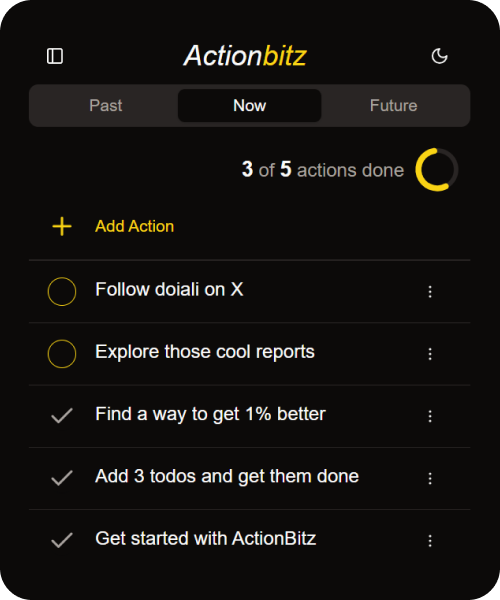 Actionbitz
Past Now Future
3 of 5 actions done
Add Action
Follow doiali on X
Explore those cool reports
Find a way to get 1% better
Add 3 todos and get them done
Get started with ActionBitz